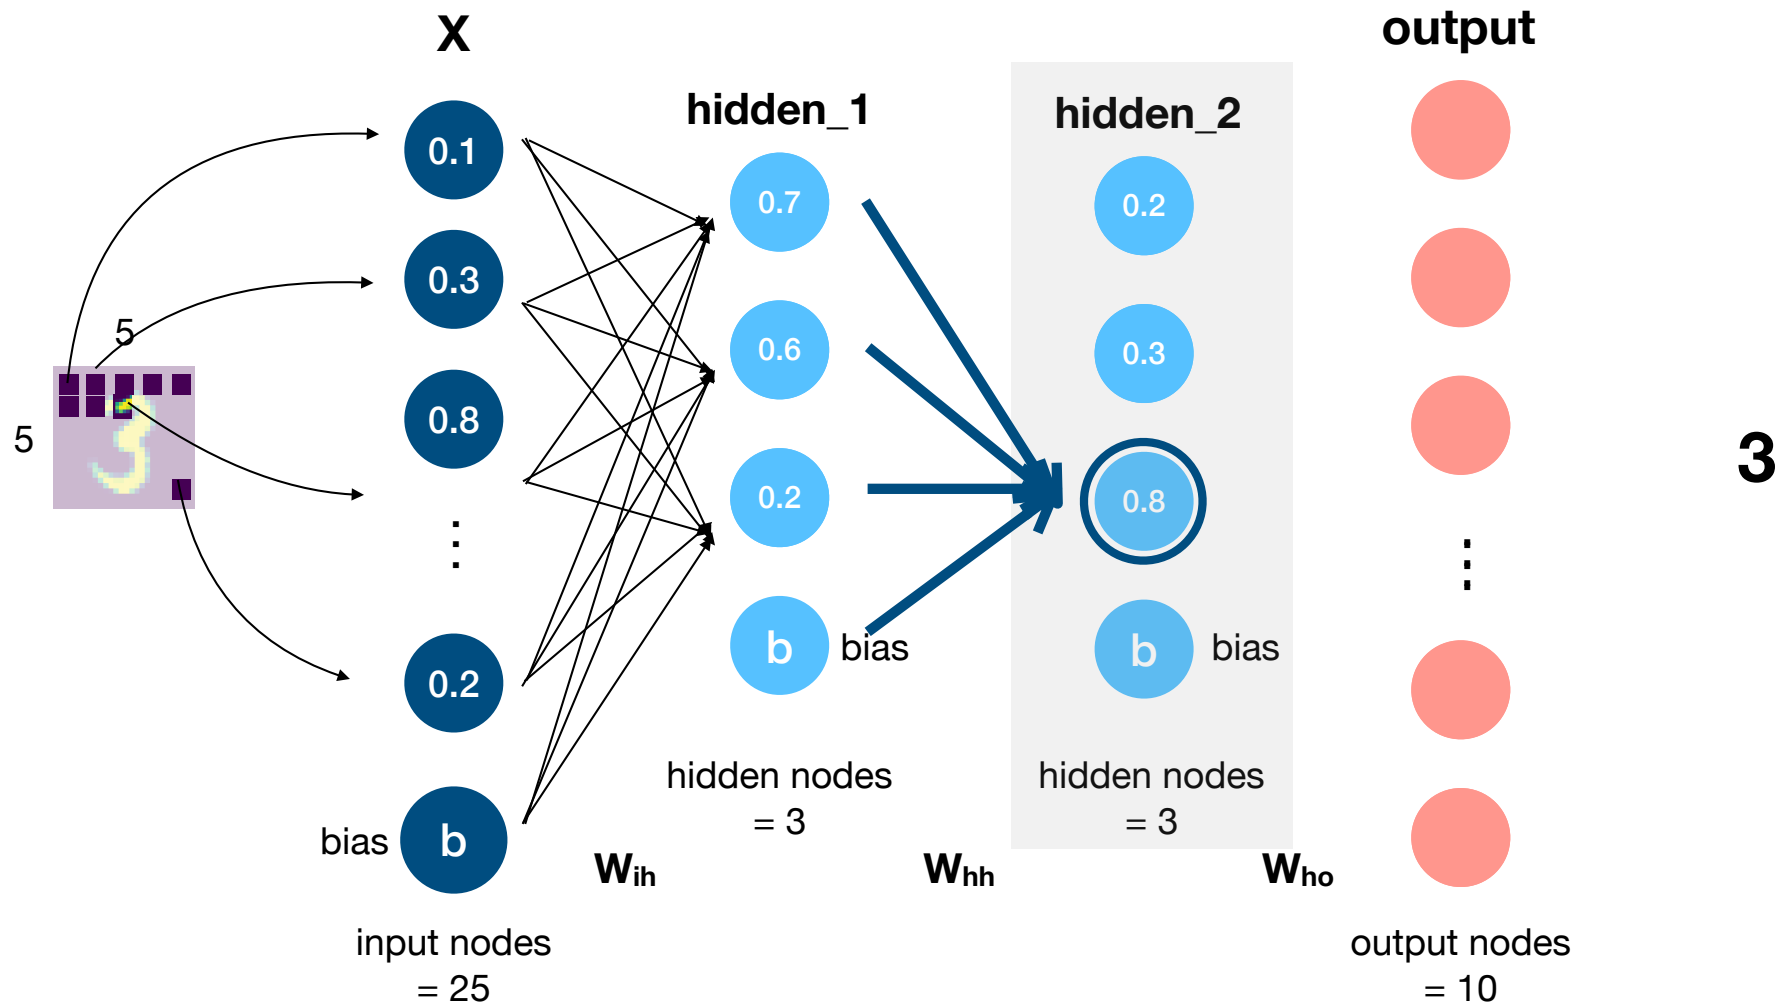 X
output
hidden_1
hidden_2
0.1
0.7
0.2
0.3
5
0.6
0.3
0.8
5
3
0.2
0.8
0.2
b
bias
b
bias
bias
b
hidden nodes
= 3
hidden nodes
= 3
Wih
Whh
Who
input nodes
= 25
output nodes
= 10